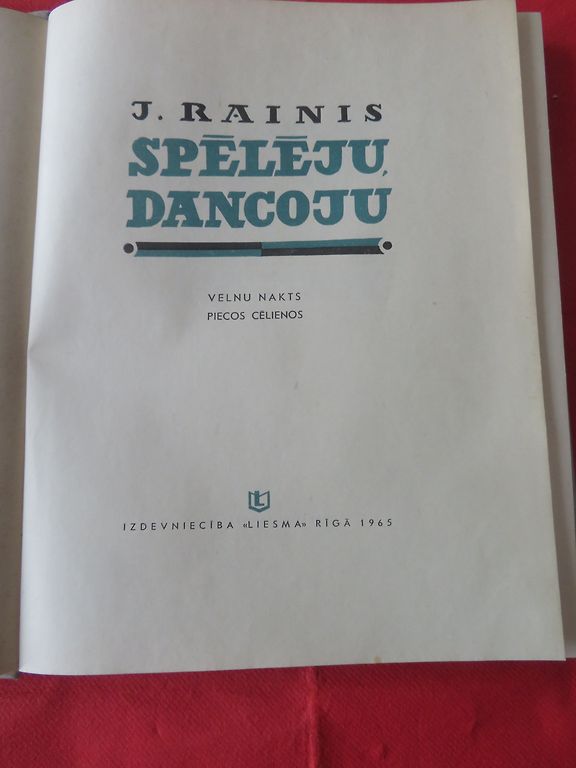 J. RAINIS
SPĒLĒJU,
DANCOJU
VELNU NAKTS
PIECOS CĒLIENOS
L
IZDEVNIECĪBA «LIESMA» RĪGĀ 1965